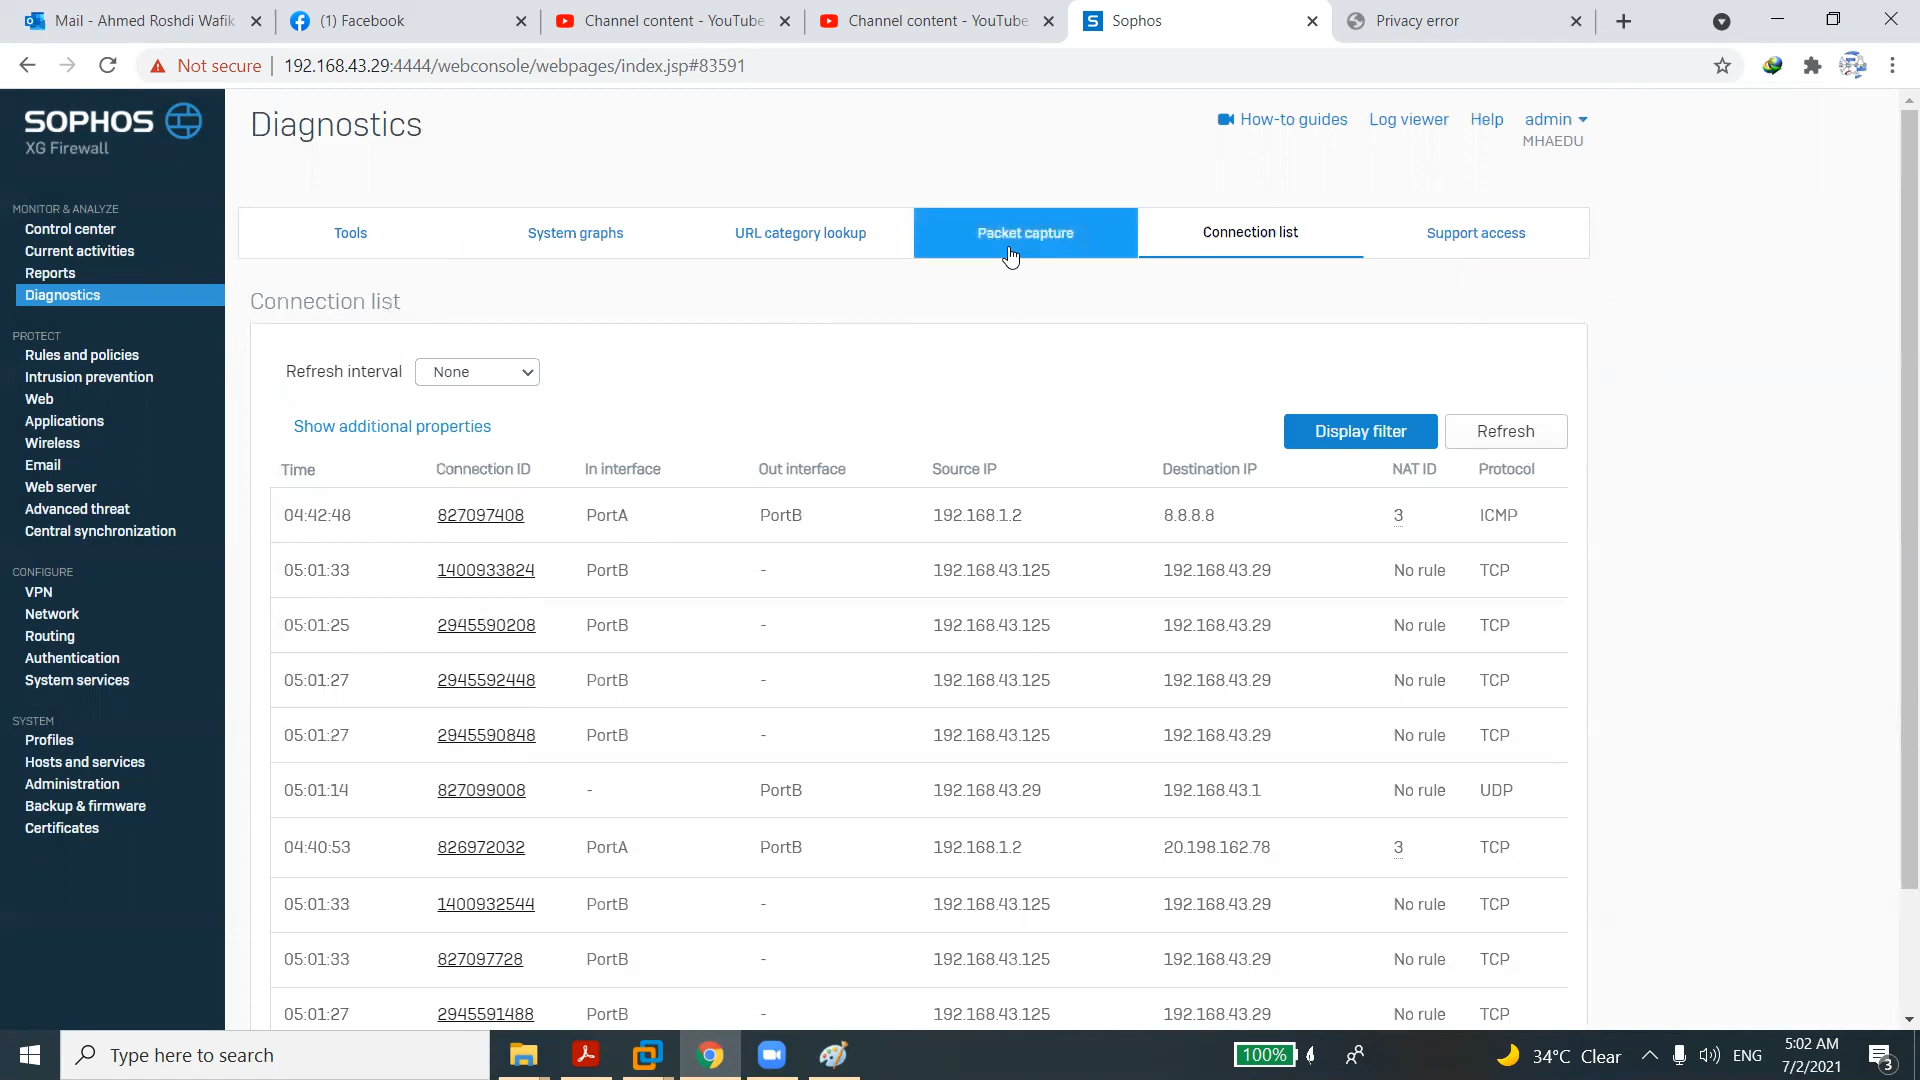 Mail - Ahmed Roshdi Wafik
(1) Facebook
Channel content - YouTube
Channel content - YouTube
Sophos
Privacy error
Not secure
192.168.43.29:4444/webconsole/webpages/index.jsp#83591
SOPHOS
XG Firewall
MONITOR & ANALYZE
Control center
Current activities
Reports
Diagnostics
PROTECT
Rules and policies
Intrusion prevention
Web
Applications
Wireless
Email
Web server
Advanced threat
Central synchronization
CONFIGURE
VPN
Network
Routing
Authentication
System services
SYSTEM
Profiles
Hosts and services
Administration
Backup & firmware
Certificates
Diagnostics
How-to guides Log viewer Help admin
MHAEDU
Tools System graphs URL category lookup Packet capture Connection list Support access
Connection list
Refresh interval None
Show additional properties
Display filter Refresh
Time Connection ID In interface Out interface Source IP Destination IP NAT ID Protocol
04:42:48 827097408 PortA PortB 192.168.1.2 8.8.8.8 3 ICMP
05:01:33 1400933824 PortB - 192.168.43.125 192.168.43.29 No rule TCP
05:01:25 2945590208 PortB - 192.168.43.125 192.168.43.29 No rule TCP
05:01:27 2945592448 PortB - 192.168.43.125 192.168.43.29 No rule TCP
05:01:27 2945590848 PortB - 192.168.43.125 192.168.43.29 No rule TCP
05:01:14 827099008 - PortB 192.168.43.29 192.168.43.1 No rule UDP
04:40:53 826972032 PortA PortB 192.168.1.2 20.198.162.78 3 TCP
05:01:33 1400932544 PortB - 192.168.43.125 192.168.43.29 No rule TCP
05:01:33 827097728 PortB - 192.168.43.125 192.168.43.29 No rule TCP
05:01:27 2945591488 PortB - 192.168.43.125 192.168.43.29 No rule TCP
Type here to search
100%
34°C Clear
ENG
5:02 AM
7/2/2021
3